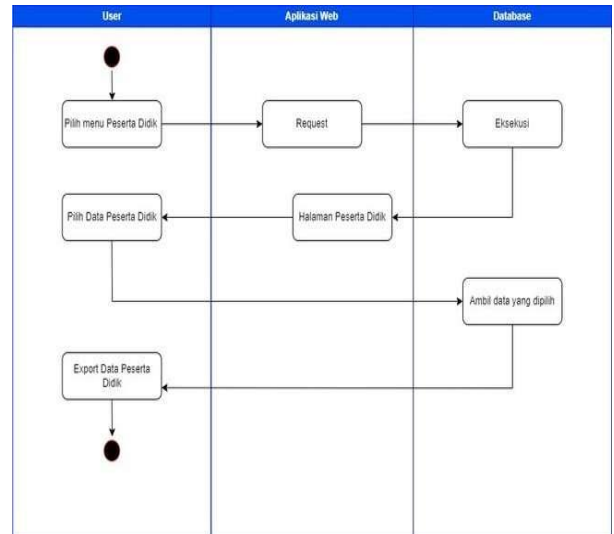 User
Aplikasi Web
Database
Pilih menu Peserta Didik
Request
Eksekusi
Pilih Data Peserta Didik
Halaman Peserta Didik
Ambil data yang dipilih
Export Data Peserta
Didik